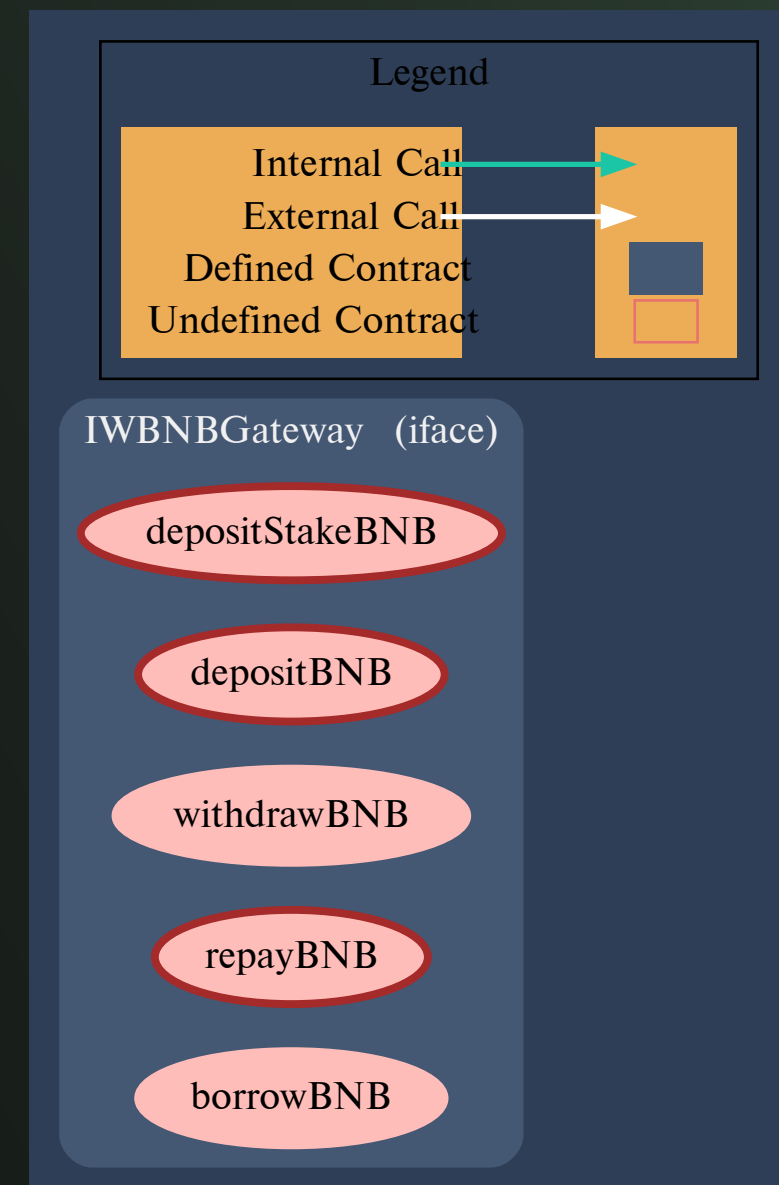 Legend
Internal Call
External Call
Defined Contract
Undefined Contract
IWBNBGateway (iface)
depositStakeBNB
depositBNB
withdrawBNB
repayBNB
borrowBNB